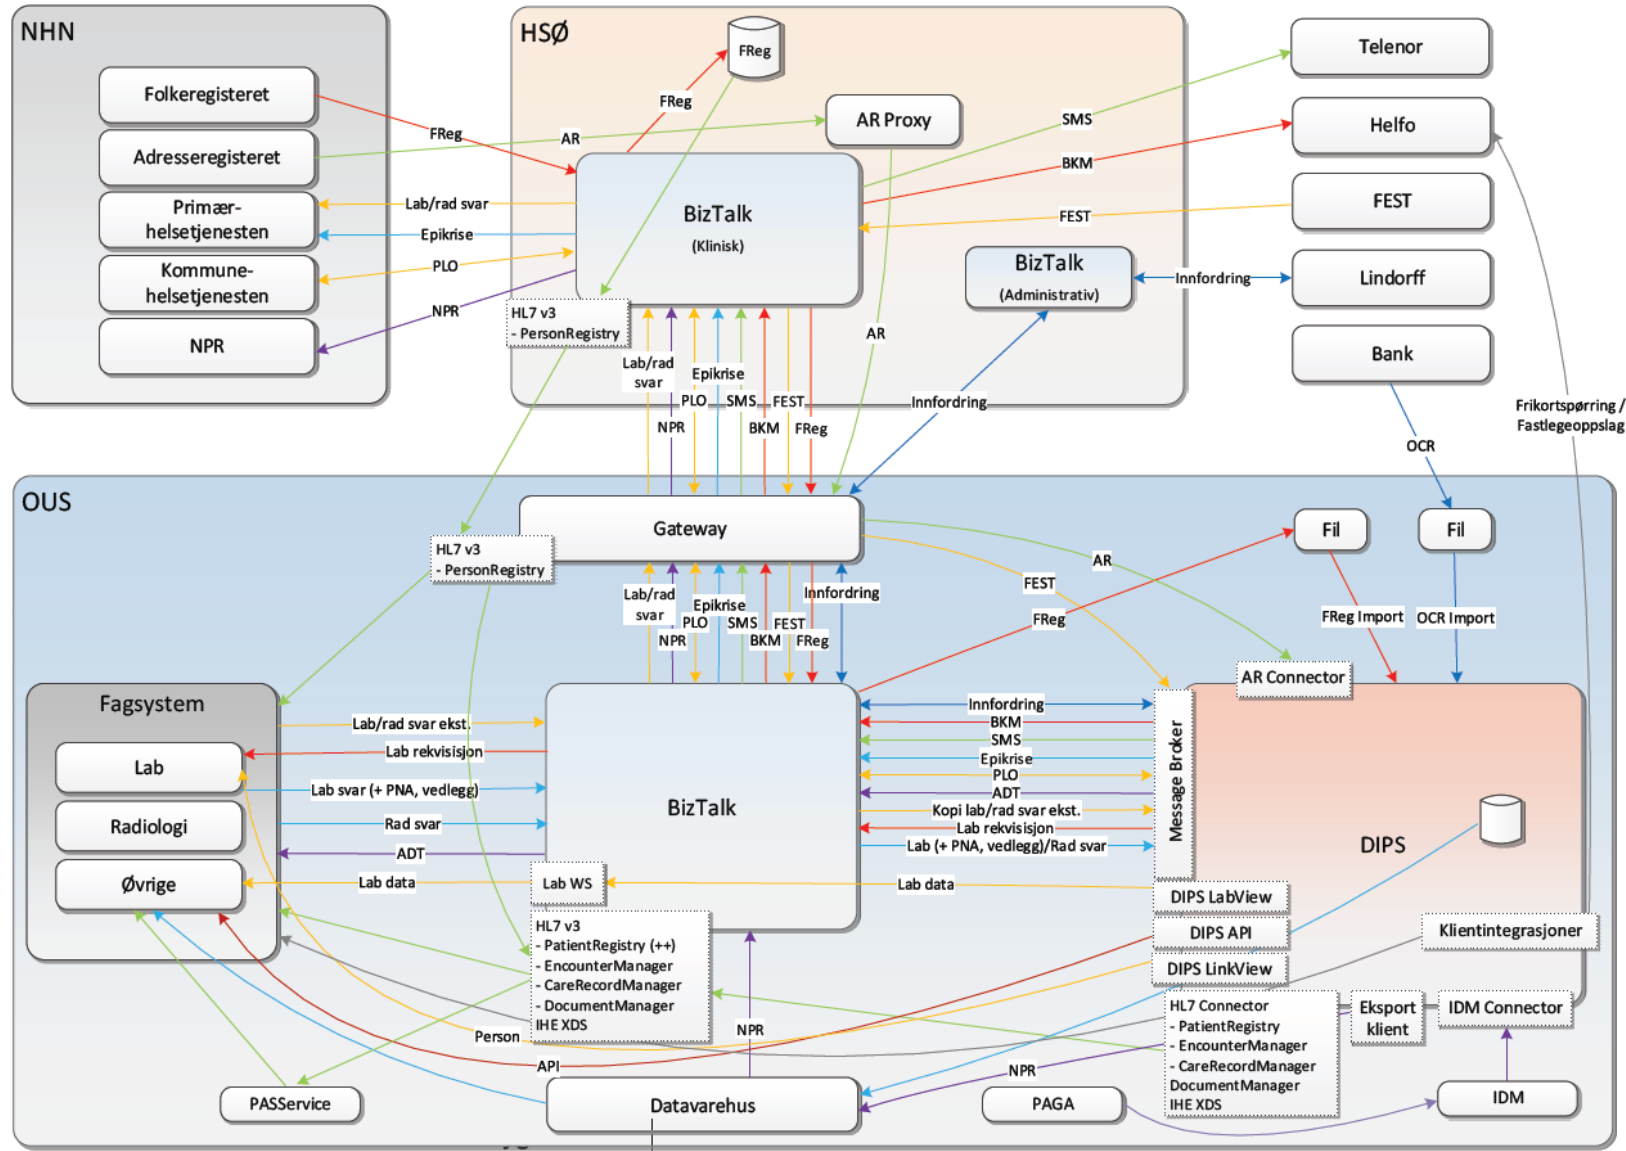 NHN
Folkeregisteret
Adresseregisteret
Primær-
helsetjenesten
Kommune-
helsetjenesten
NPR
FReg
AR
Lab/rad svar
Epikrise
PLO
NPR
HSØ
FReg
FReg
AR Proxy
BizTalk
(Klinisk)
HL7 v3
- PersonRegistry
BizTalk
(Administrativ)
SMS
BKM
FEST
Innfordring
AR
Innfordring
Telenor
Helfo
FEST
Lindorff
Bank
OCR
Frikortspørring /
Fastlegeoppslag
Lab/rad
svar
Epikrise
PLO
SMS
FEST
NPR
BKM
FReg
OUS
Gateway
HL7 v3
- PersonRegistry
Lab/rad
svar
Innfordring
Epikrise
PLO
SMS
FEST
NPR
BKM
FReg
AR
FEST
FReg
Fil
Fil
FReg Import
OCR Import
AR Connector
Fagsystem
Lab
Radiologi
Øvrige
Lab/rad svar ekst.
Lab rekvisisjon
Lab svar (+ PNA, vedlegg)
Rad svar
ADT
Lab data
BizTalk
Lab WS
HL7 v3
- PatientRegistry (++)
- EncounterManager
- CareRecordManager
- DocumentManager
IHE XDS
Innfordring
BKM
SMS
Epikrise
PLO
ADT
Kopi lab/rad svar ekst.
Lab rekvisisjon
Lab (+ PNA, vedlegg)/Rad svar
Lab data
Message Broker
DIPS
DIPS LabView
DIPS API
DIPS LinkView
Klientintegrasjoner
HL7 Connector
- PatientRegistry
- EncounterManager
- CareRecordManager
DocumentManager
IHE XDS
Eksport
klient
IDM Connector
Person
API
NPR
NPR
PASService
Datavarehus
PAGA
IDM